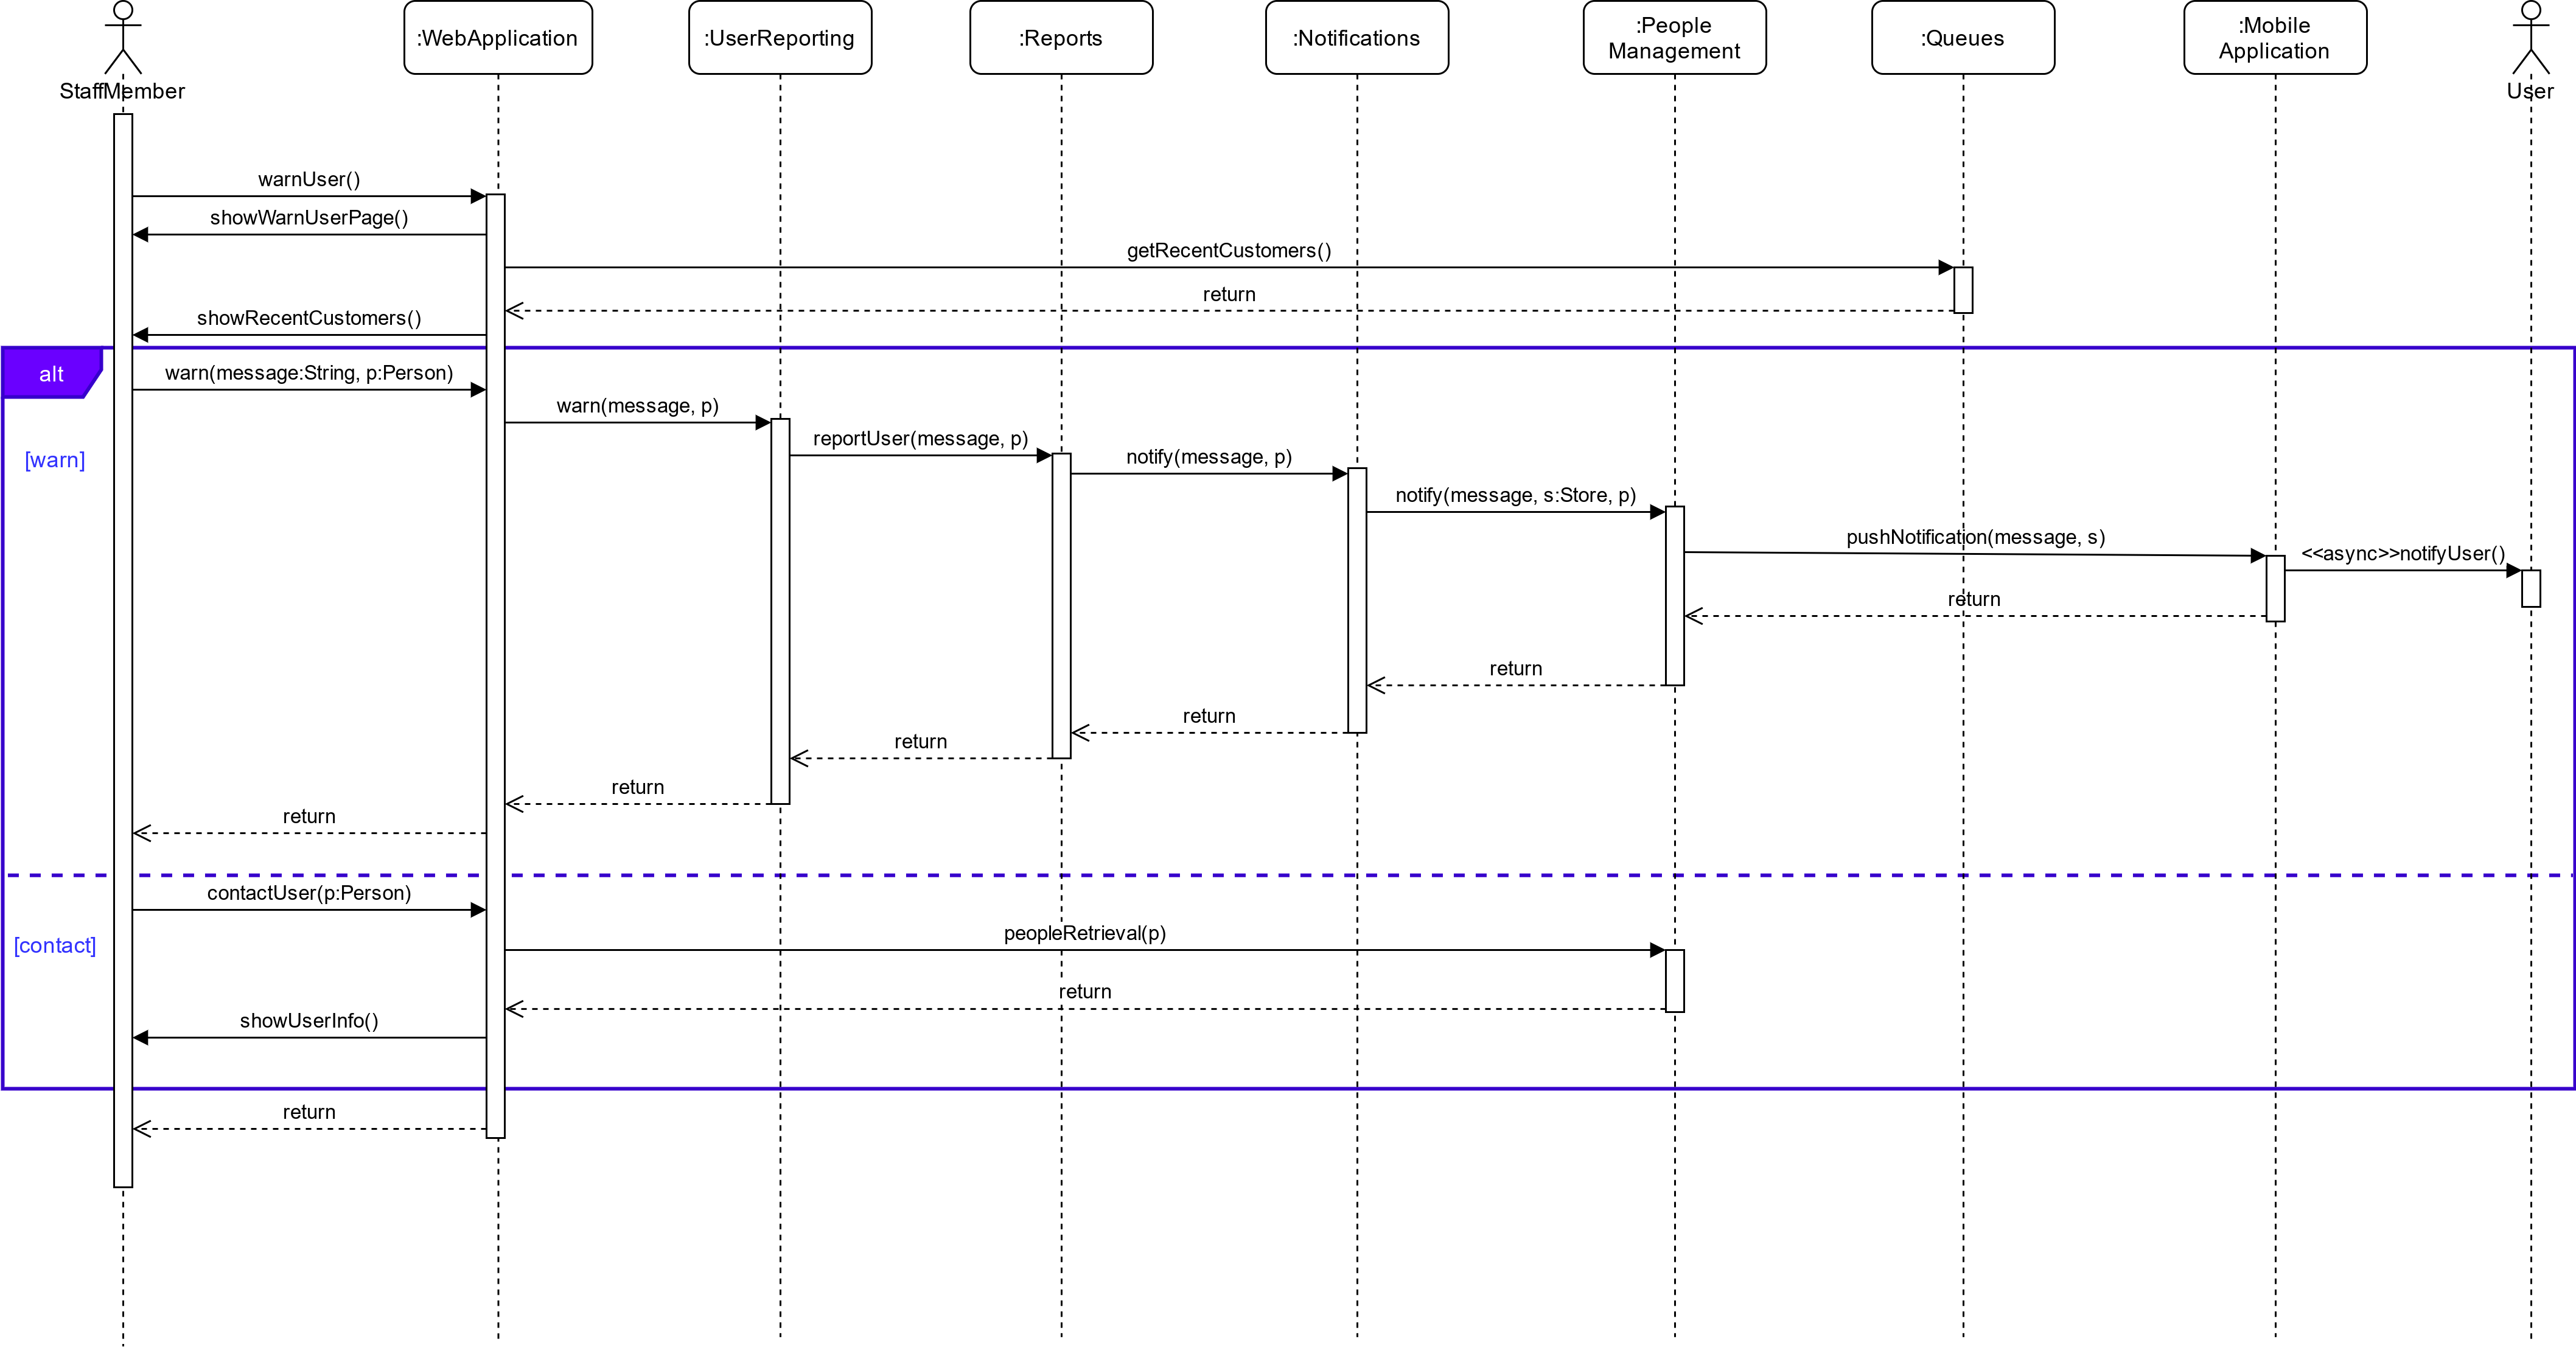 StaffMember
:WebApplication
:UserReporting
:Reports
:Notifications
:People
Management
:Queues
:Mobile
Application
User
warnUser()
showWarnUserPage()
getRecentCustomers()
return
showRecentCustomers()
alt
warn(message:String, p:Person)
warn(message, p)
reportUser(message, p)
[warn]
notify(message, p)
notify(message, s:Store, p)
pushNotification(message, s)
<<async>>notifyUser()
return
return
return
return
return
return
contactUser(p:Person)
peopleRetrieval(p)
[contact]
return
showUserInfo()
return